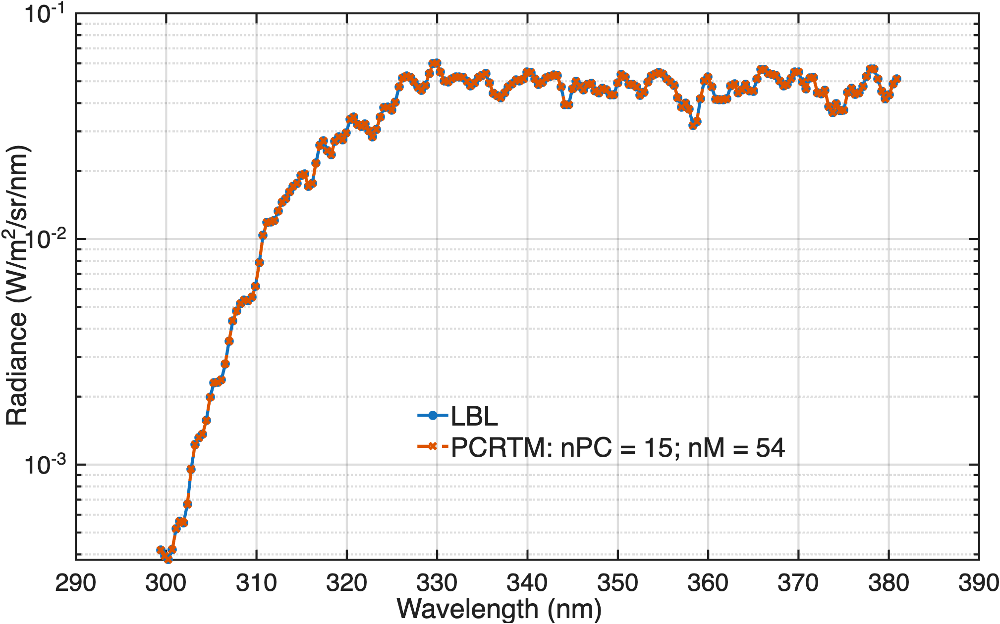 10⁻¹
10⁻²
10⁻³
Radiance (W/m²/sr/nm)
LBL
PCRTM: nPC = 15; nM = 54
290 300 310 320 330 340 350 360 370 380 390
Wavelength (nm)